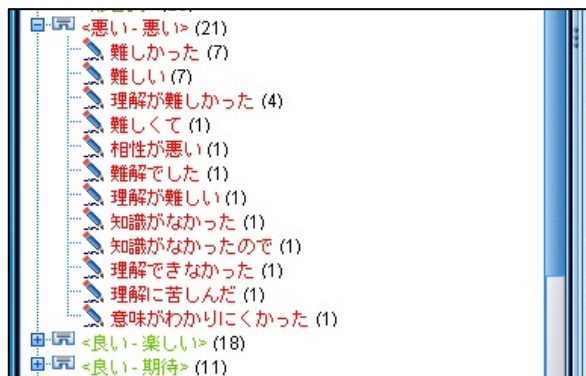 <悪い - 悪い> (21)
難しかった (7)
難しい (7)
理解が難しかった (4)
難しくて (1)
相性が悪い (1)
難解でした (1)
理解が難しい (1)
知識がなかった (1)
知識がなかったので (1)
理解できなかった (1)
理解に苦しんだ (1)
意味がわかりにくかった (1)
<良い - 楽しい> (18)
<良い - 期待> (11)